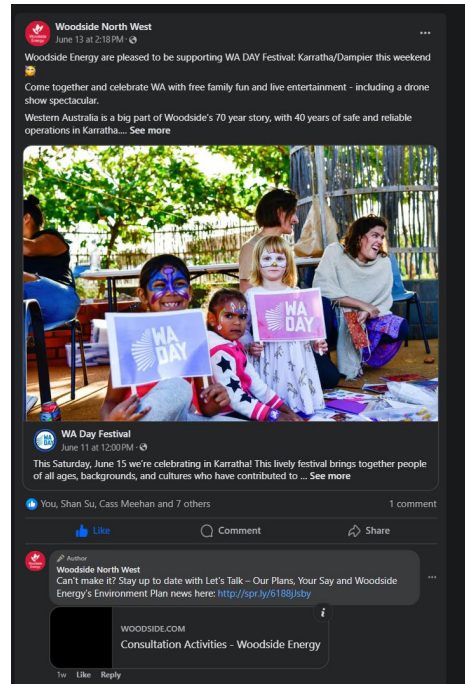 Woodside North West
June 13 at 2:18 PM ·
Woodside Energy are pleased to be supporting WA DAY Festival: Karratha/Dampier this weekend
Come together and celebrate WA with free family fun and live entertainment - including a drone
show spectacular.
Western Australia is a big part of Woodside's 70 year story, with 40 years of safe and reliable
operations in Karratha.... See more
WA
DAY
WA
DAY
WA Day Festival
June 11 at 12:00 PM ·
This Saturday, June 15 we're celebrating in Karratha! This lively festival brings together people
of all ages, backgrounds, and cultures who have contributed to ... See more
You, Shan Su, Cass Meehan and 7 others
1 comment
Like
Comment
Share
Author
Woodside North West
Can't make it? Stay up to date with Let's Talk – Our Plans, Your Say and Woodside
Energy's Environment Plan news here: http://spr.ly/6188jJsby
WOODSIDE.COM
Consultation Activities - Woodside Energy
1w Like Reply